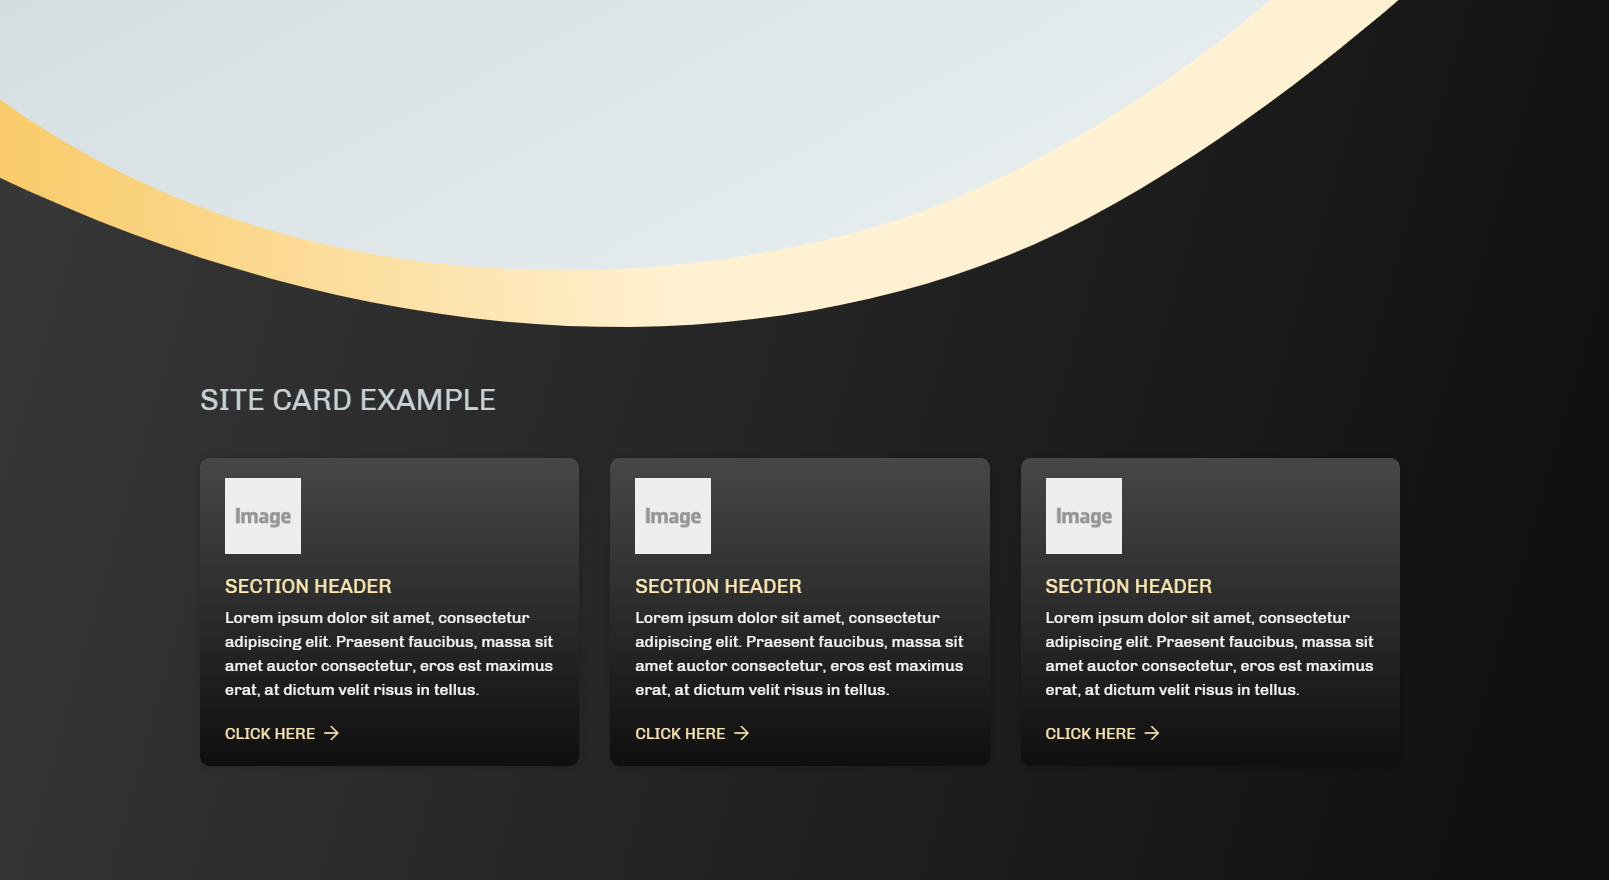 SITE CARD EXAMPLE
Image
SECTION HEADER
Lorem ipsum dolor sit amet, consectetur
adipiscing elit. Praesent faucibus, massa sit
amet auctor consectetur, eros est maximus
erat, at dictum velit risus in tellus.
CLICK HERE
Image
SECTION HEADER
Lorem ipsum dolor sit amet, consectetur
adipiscing elit. Praesent faucibus, massa sit
amet auctor consectetur, eros est maximus
erat, at dictum velit risus in tellus.
CLICK HERE
Image
SECTION HEADER
Lorem ipsum dolor sit amet, consectetur
adipiscing elit. Praesent faucibus, massa sit
amet auctor consectetur, eros est maximus
erat, at dictum velit risus in tellus.
CLICK HERE